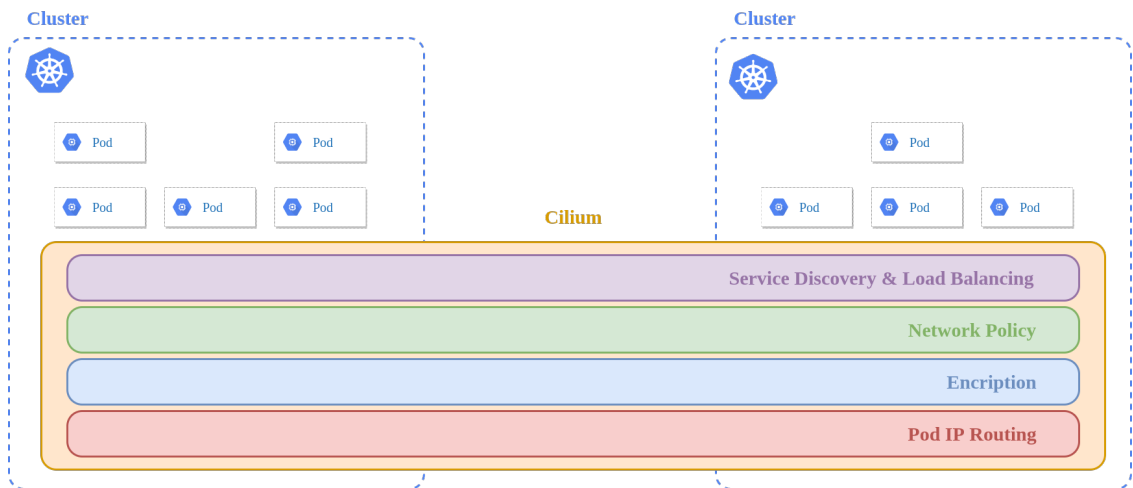 Cluster
Cluster
Pod
Pod
Pod
Pod
Pod
Pod
Pod
Pod
Pod
Cilium
Service Discovery & Load Balancing
Network Policy
Encription
Pod IP Routing